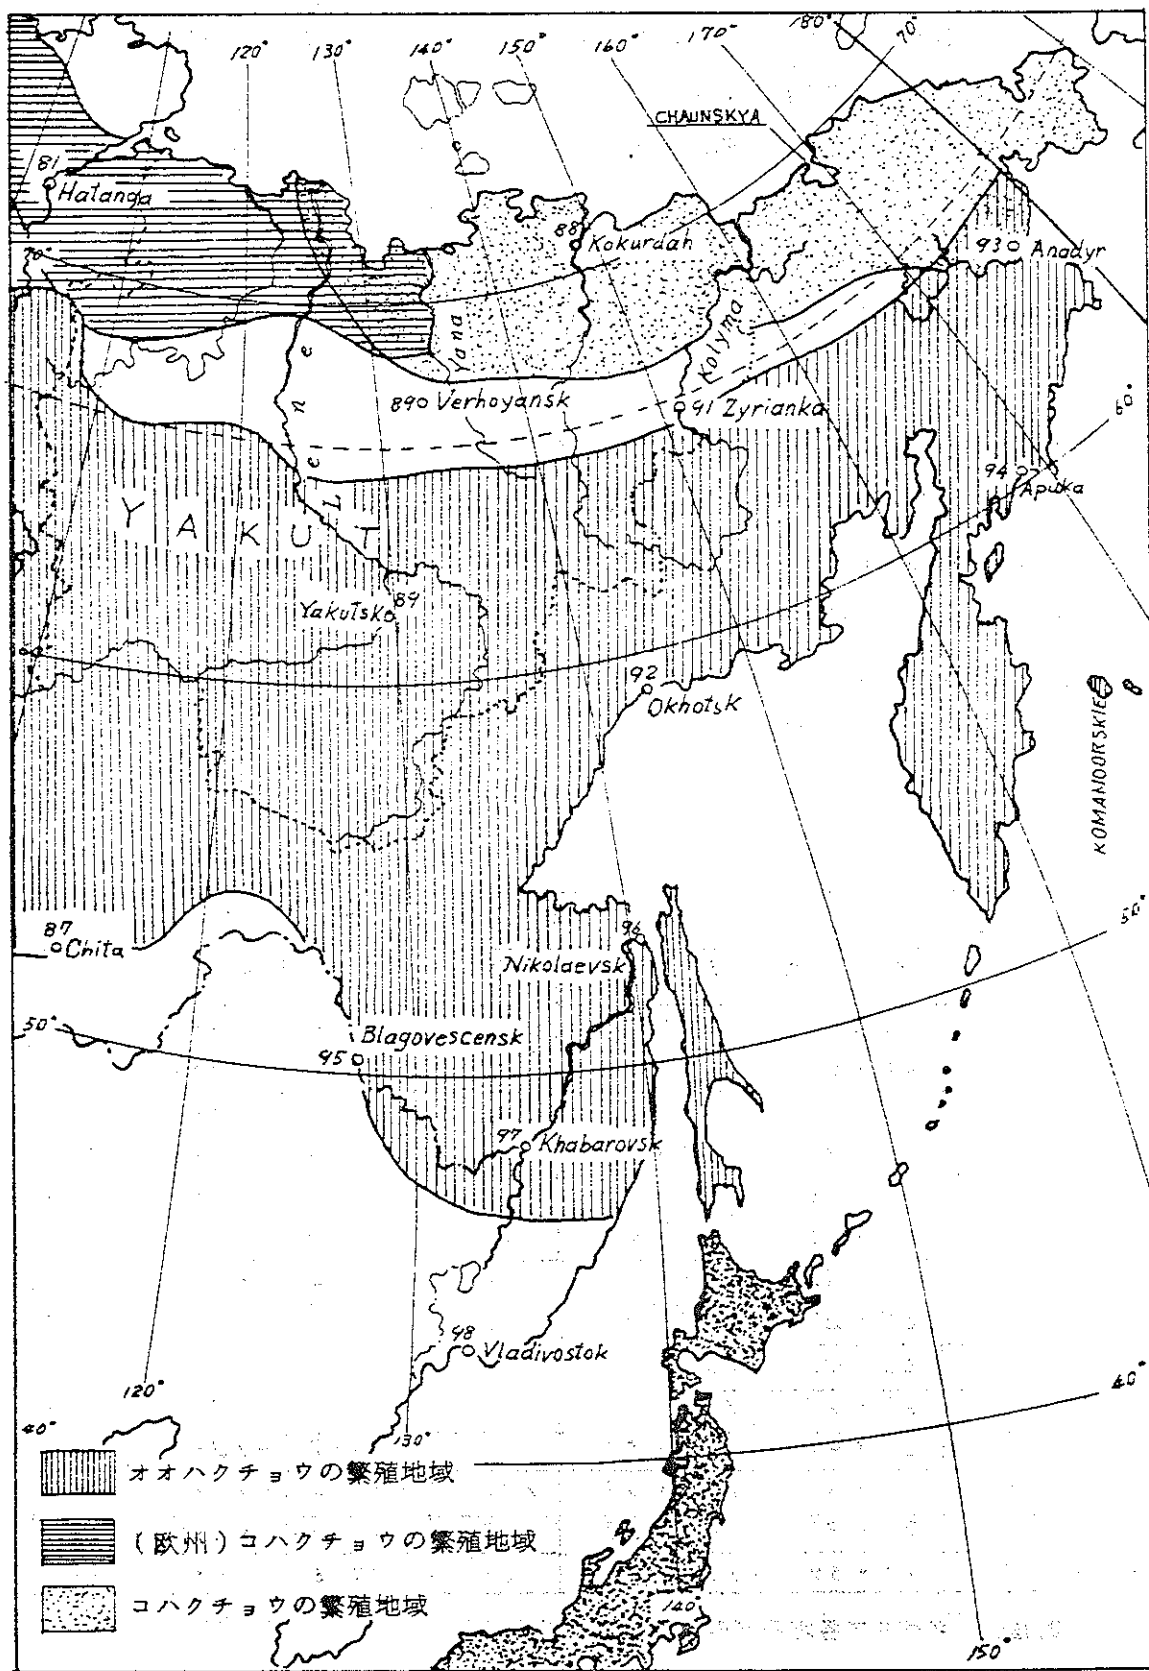 120°
130°
140°
150°
160°
170°
180°
70°
CHAUNSKYA
81
Hatanga
88
Kokurdah
93
Anadyr
70°
Yana
Kolyma
890 Verhoyansk
91 Zyrianka
60°
94
Apuka
Lena
YAKUT
Yakutsk
89
92
Okhotsk
KOMANDORSKIE
87
Chita
96
Nikolaevsk
50°
50°
Blagovescensk
95
97
Khabarovsk
98
Vladivostok
120°
40°
40°
130°
オオハクチョウの繁殖地域
(欧州)コハクチョウの繁殖地域
コハクチョウの繁殖地域
140
150°